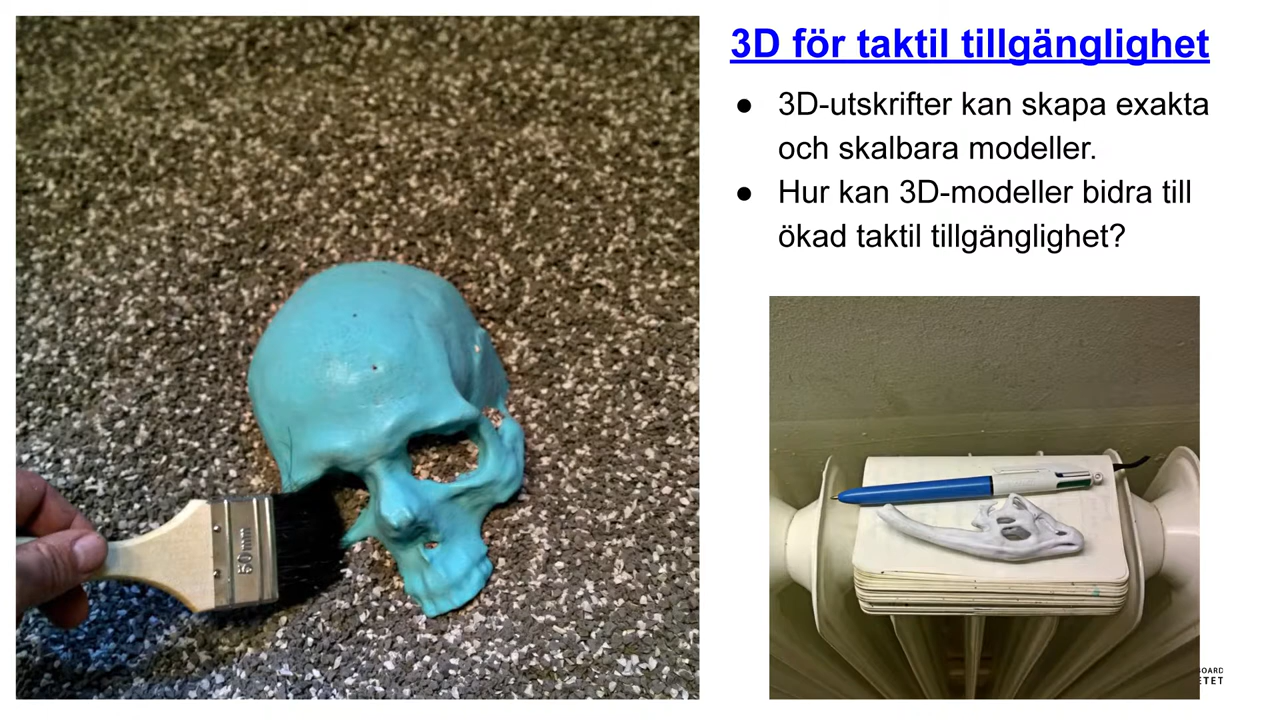 3D för taktil tillgänglighet
● 3D-utskrifter kan skapa exakta
och skalbara modeller.
● Hur kan 3D-modeller bidra till
ökad taktil tillgänglighet?
60mm